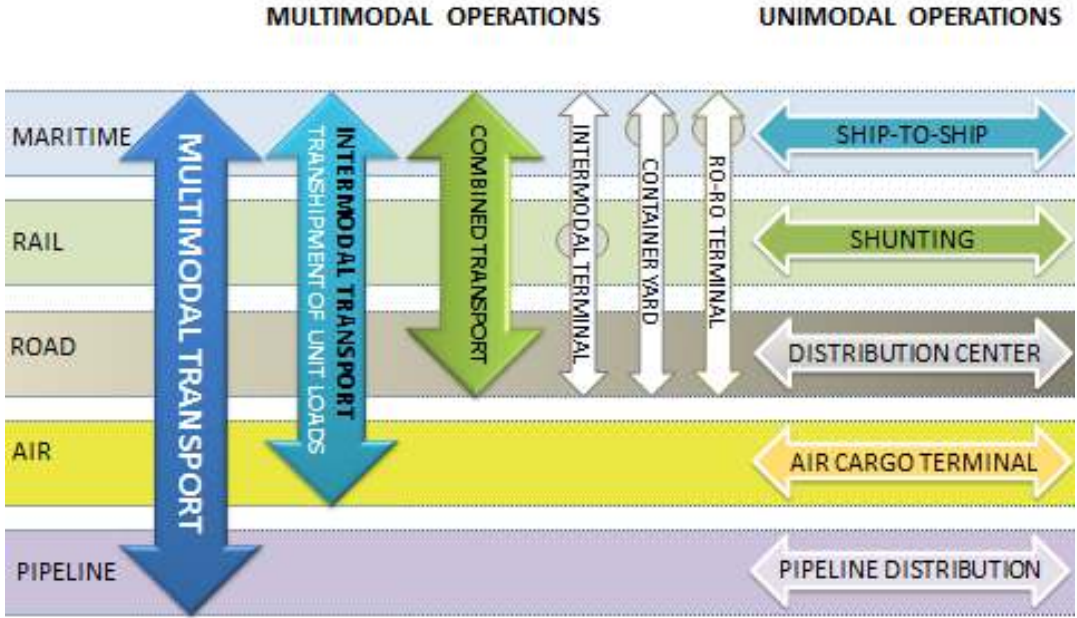 MULTIMODAL OPERATIONS
UNIMODAL OPERATIONS
MARITIME
RAIL
ROAD
AIR
PIPELINE
MULTIMODAL TRANSPORT
INTERMODAL TRANSPORT
TRANSHIPMENT OF UNIT LOADS
COMBINED TRANSPORT
INTERMODAL TERMINAL
CONTAINER YARD
RO-RO TERMINAL
SHIP-TO-SHIP
SHUNTING
DISTRIBUTION CENTER
AIR CARGO TERMINAL
PIPELINE DISTRIBUTION